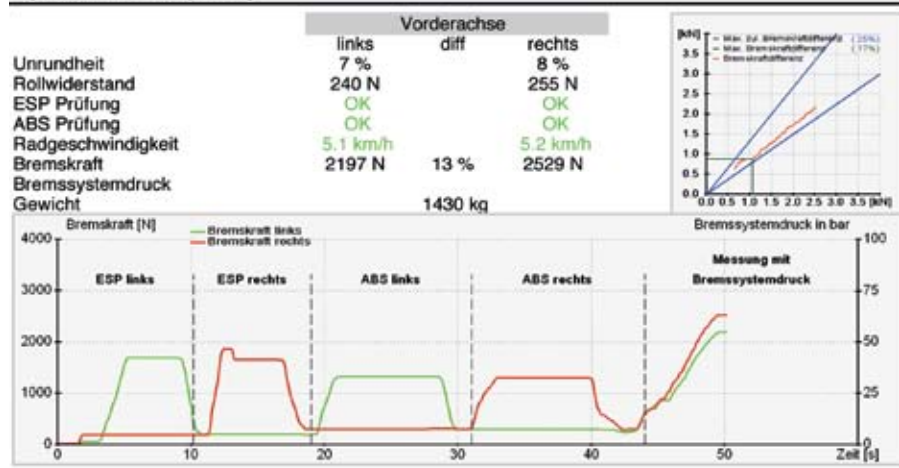 Vorderachse
links diff rechts
Unrundheit 7 % 8 %
Rollwiderstand 240 N 255 N
ESP Prüfung OK OK
ABS Prüfung OK OK
Radgeschwindigkeit 5.1 km/h 5.2 km/h
Bremskraft 2197 N 13 % 2529 N
Bremssystemdruck
Gewicht 1430 kg
[kN]
Max. zul. Bremskraftdifferenz (25%)
Max. Bremskraftdifferenz (17%)
Bremskraftdifferenz
3.5
3.0
2.5
2.0
1.5
1.0
0.5
0.0
0.0 0.5 1.0 1.5 2.0 2.5 3.0 3.5 [kN]
Bremskraft [N] Bremssystemdruck in bar
Bremskraft links
Bremskraft rechts
4000 100
ESP links ESP rechts ABS links ABS rechts Messung mit
Bremssystemdruck
3000 75
2000 50
1000 25
0 0
0 10 20 30 40 50 Zeit [s]